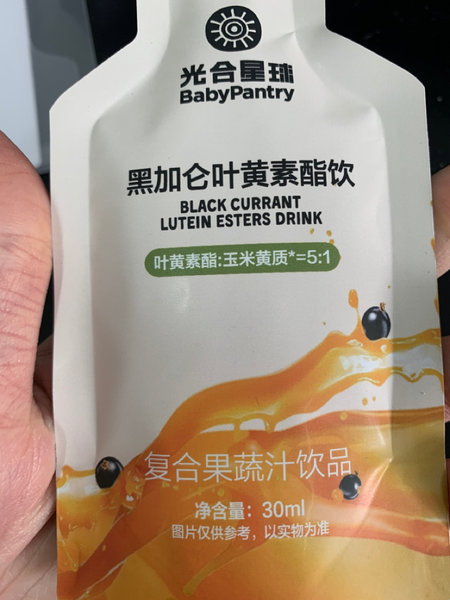 光合星球
BabyPantry
黑加仑叶黄素酯饮
BLACK CURRANT
LUTEIN ESTERS DRINK
叶黄素酯:玉米黄质*=5:1
复合果蔬汁饮品
净含量：30ml
图片仅供参考，以实物为准